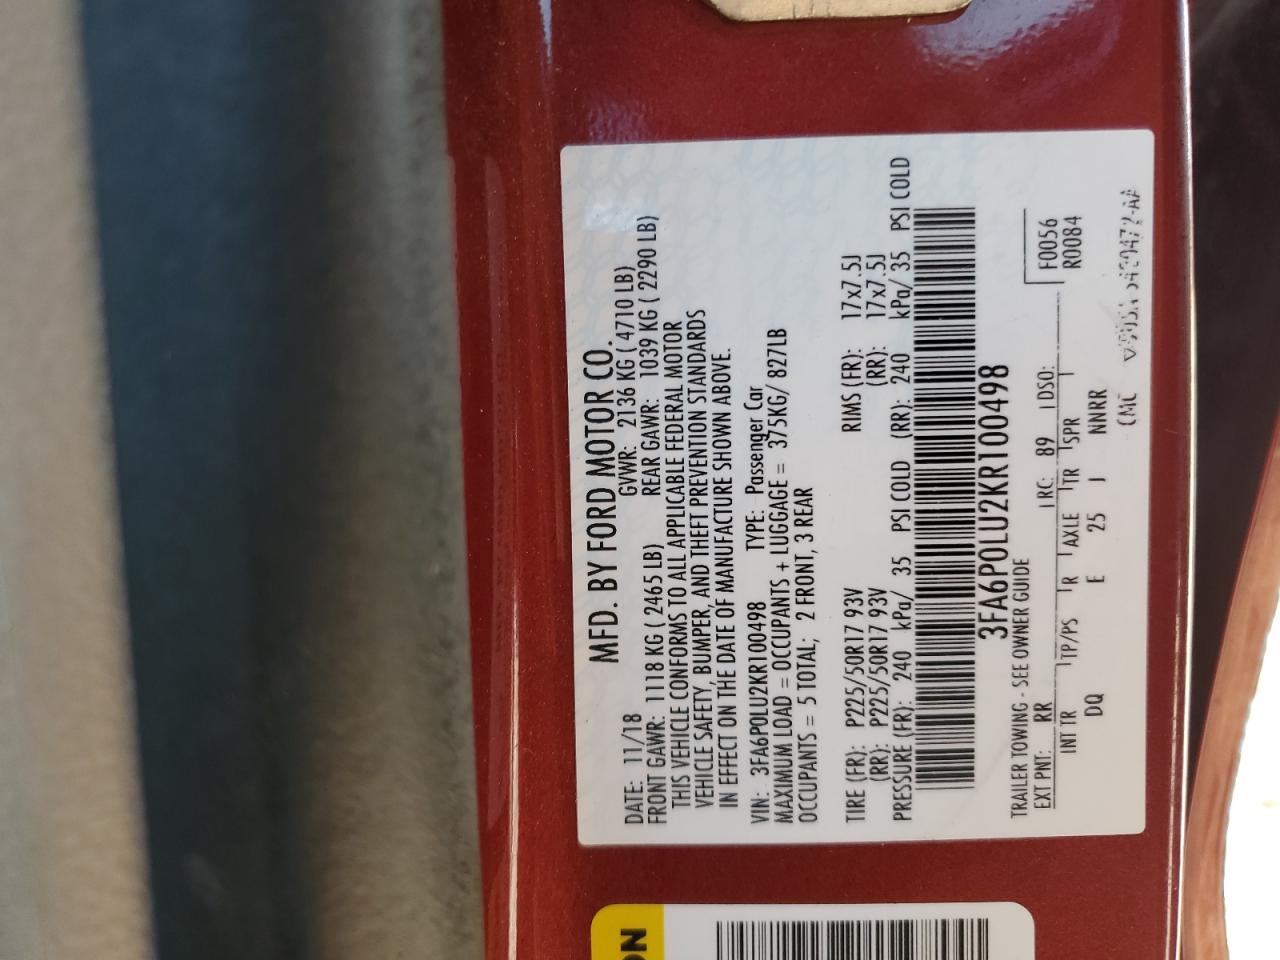 MFD. BY FORD MOTOR CO.
DATE: 11/18 GVWR: 2136 KG ( 4710 LB)
FRONT GAWR: 1118 KG ( 2465 LB) REAR GAWR: 1039 KG ( 2290 LB)
THIS VEHICLE CONFORMS TO ALL APPLICABLE FEDERAL MOTOR
VEHICLE SAFETY, BUMPER, AND THEFT PREVENTION STANDARDS
IN EFFECT ON THE DATE OF MANUFACTURE SHOWN ABOVE.
VIN: 3FA6P0LU2KR100498 TYPE: Passenger Car
MAXIMUM LOAD = OCCUPANTS + LUGGAGE = 375KG/ 827LB
OCCUPANTS = 5 TOTAL; 2 FRONT, 3 REAR
TIRE (FR): P225/50R17 93V RIMS (FR): 17x7.5J
(RR): P225/50R17 93V (RR): 17x7.5J
PRESSURE (FR): 240 kPa/ 35 PSI COLD (RR): 240 kPa/ 35 PSI COLD
3FA6P0LU2KR100498
TRAILER TOWING - SEE OWNER GUIDE
EXT PNT: RR RC: 89 DSO: F0056
INT TR TP/PS R AXLE TR SPR R0084
DQ E 25 J NNRR
ON